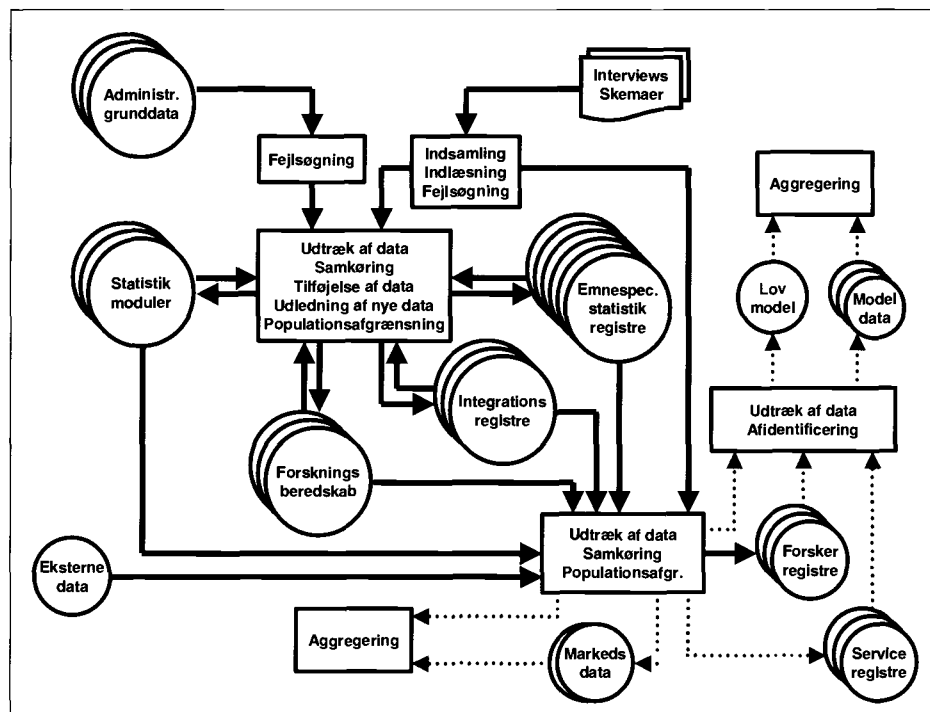 Administr.
grunddata
Interviews
Skemaer
Fejlsøgning
Indsamling
Indlæsning
Fejlsøgning
Aggregering
Udtræk af data
Samkøring
Tilføjelse af data
Udledning af nye data
Populationsafgrænsning
Statistik
moduler
Emnespec.
statistik
registre
Lov
model
Model
data
Integrations
registre
Udtræk af data
Afidentificering
Forsknings
beredskab
Udtræk af data
Samkøring
Populationsafgr.
Forsker
registre
Eksterne
data
Aggregering
Markeds
data
Service
registre